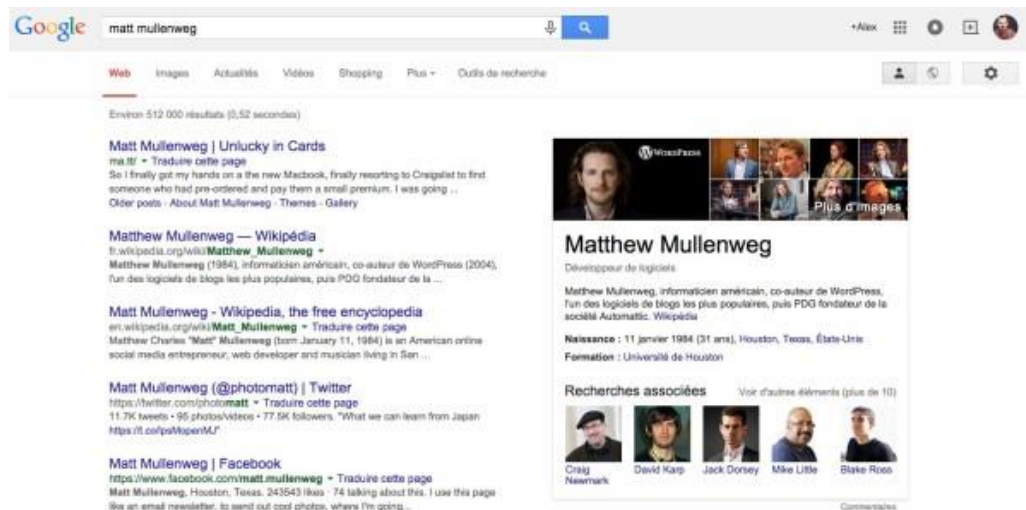 Google
matt mullenweg
+Alex
Web Images Actualités Vidéos Shopping Plus Outils de recherche
Environ 512 000 résultats (0,52 secondes)
Matt Mullenweg | Unlucky in Cards
ma.tt/ Traduire cette page
So I finally got my hands on a the new Macbook, finally resorting to Craigslist to find
someone who had pre-ordered and pay them a small premium. I was going ...
Older posts - About Matt Mullenweg - Themes - Gallery
Matthew Mullenweg — Wikipédia
fr.wikipedia.org/wiki/Matthew_Mullenweg
Matthew Mullenweg (1984), informaticien américain, co-auteur de WordPress (2004),
l'un des logiciels de blogs les plus populaires, puis PDG fondateur de la ...
Matt Mullenweg - Wikipedia, the free encyclopedia
en.wikipedia.org/wiki/Matt_Mullenweg Traduire cette page
Matthew Charles "Matt" Mullenweg (born January 11, 1984) is an American online
social media entrepreneur, web developer and musician living in San ...
Matt Mullenweg (@photomatt) | Twitter
https://twitter.com/photomatt Traduire cette page
11.7K tweets • 95 photos/videos • 77.5K followers. "What we can learn from Japan
Matt Mullenweg | Facebook
https://www.facebook.com/matt.mullenweg Traduire cette page
Matt Mullenweg, Houston, Texas. 243543 likes · 74 talking about this. I use this page
like an email newsletter, to send out cool photos, where I'm going...
WordPress
Plus d'images
Matthew Mullenweg
Développeur de logiciels
Matthew Mullenweg, informaticien américain, co-auteur de WordPress,
l'un des logiciels de blogs les plus populaires, puis PDG fondateur de la
société Automattic. Wikipédia
Naissance : 11 janvier 1984 (31 ans), Houston, Texas, États-Unis
Formation : Université de Houston
Recherches associées Voir d'autres éléments (plus de 10)
Craig Newmark
David Karp
Jack Dorsey
Mike Little
Blake Ross
Commentaires